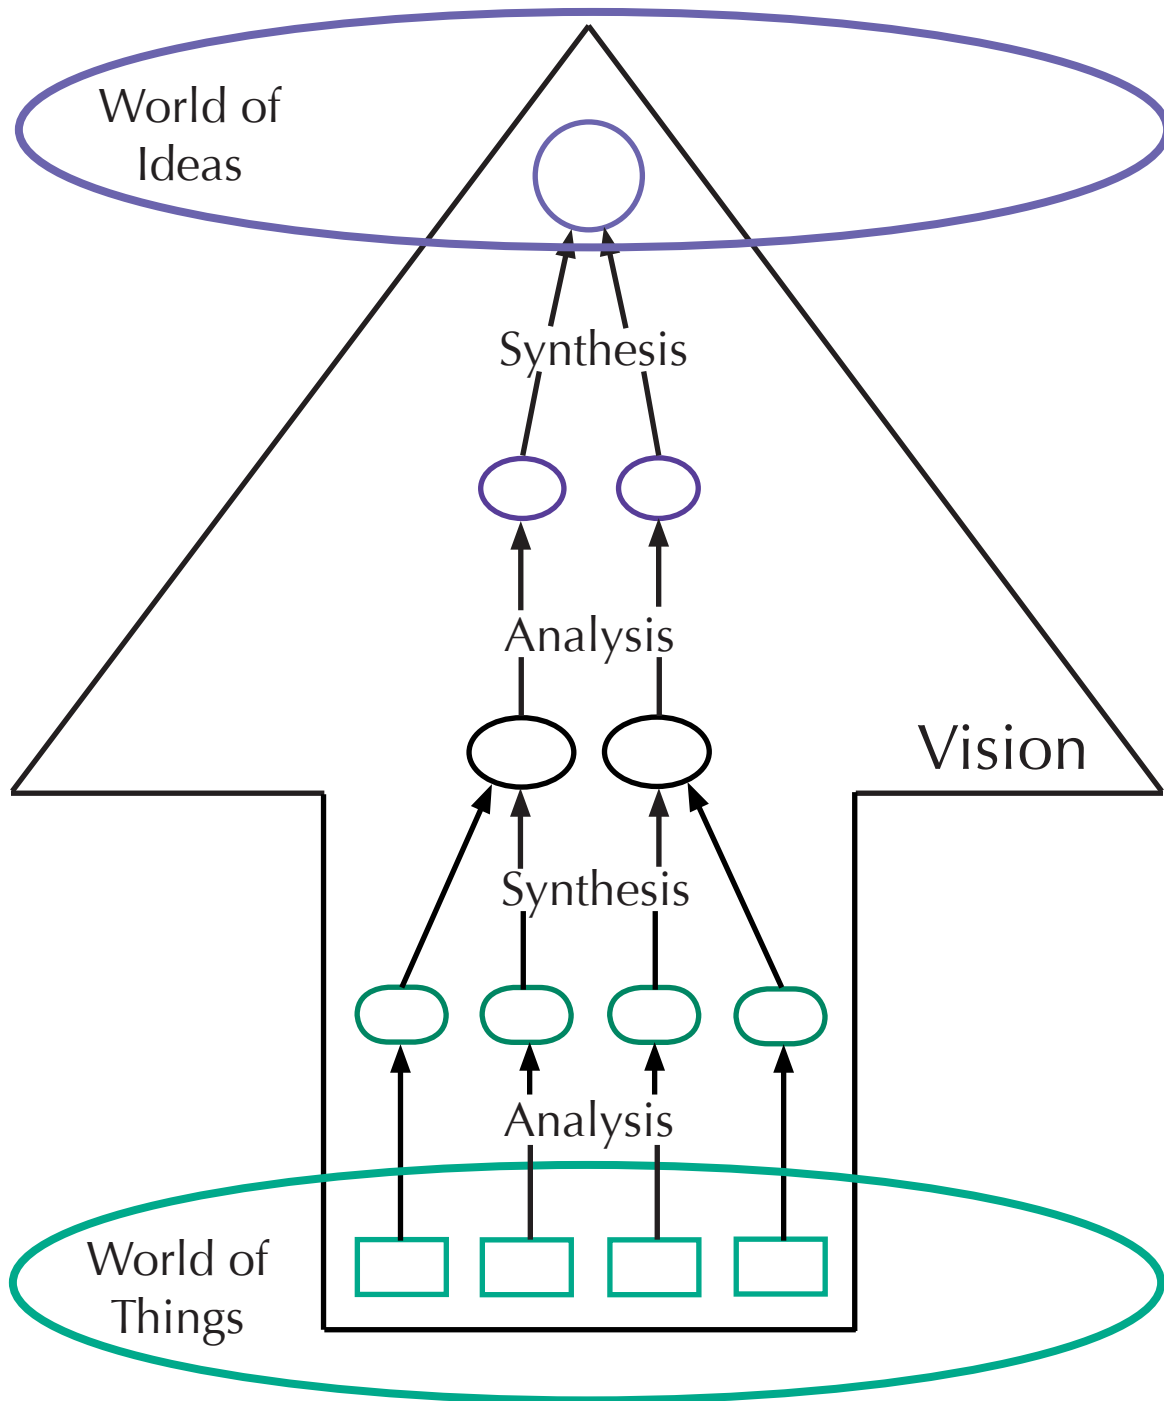 World of
Ideas
Synthesis
Analysis
Vision
Synthesis
Analysis
World of
Things